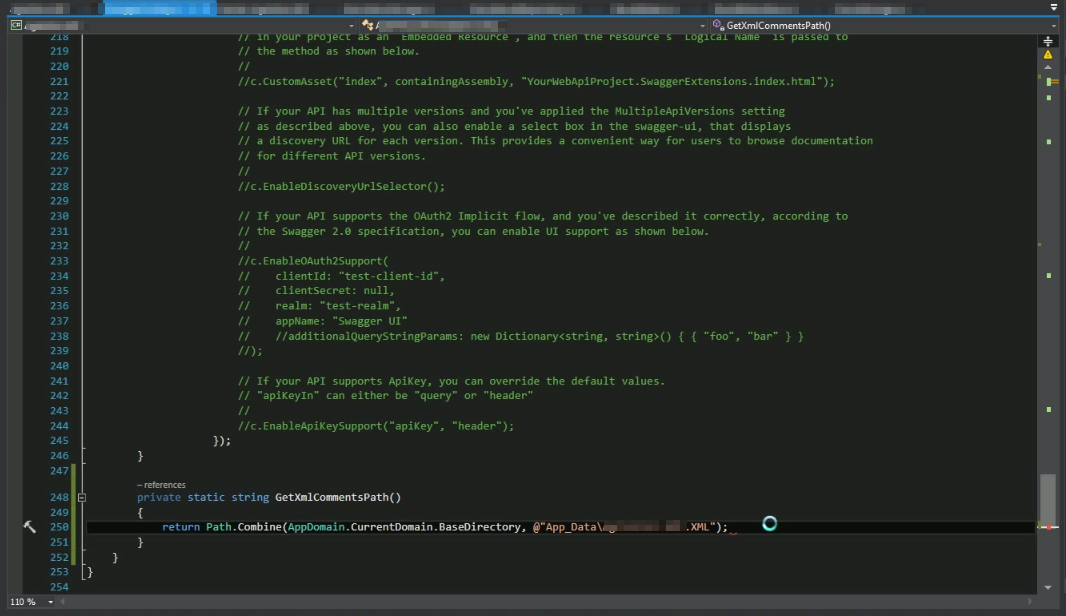 GetXmlCommentsPath()
218 // in your project as an "Embedded Resource", and then the resource's "Logical Name" is passed to
219 // the method as shown below.
220 //
221 //c.CustomAsset("index", containingAssembly, "YourWebApiProject.SwaggerExtensions.index.html");
222
223 // If your API has multiple versions and you've applied the MultipleApiVersions setting
224 // as described above, you can also enable a select box in the swagger-ui, that displays
225 // a discovery URL for each version. This provides a convenient way for users to browse documentation
226 // for different API versions.
227 //
228 //c.EnableDiscoveryUrlSelector();
229
230 // If your API supports the OAuth2 Implicit flow, and you've described it correctly, according to
231 // the Swagger 2.0 specification, you can enable UI support as shown below.
232 //
233 //c.EnableOAuth2Support(
234 //    clientId: "test-client-id",
235 //    clientSecret: null,
236 //    realm: "test-realm",
237 //    appName: "Swagger UI"
238 //    //additionalQueryStringParams: new Dictionary<string, string>() { { "foo", "bar" } }
239 //);
240
241 // If your API supports ApiKey, you can override the default values.
242 // "apiKeyIn" can either be "query" or "header"
243 //
244 //c.EnableApiKeySupport("apiKey", "header");
245 });
246 }
247
– references
248 private static string GetXmlCommentsPath()
249 {
250 return Path.Combine(AppDomain.CurrentDomain.BaseDirectory, @"App_Data\ .XML");
251 }
252 }
253 }
254
110 %